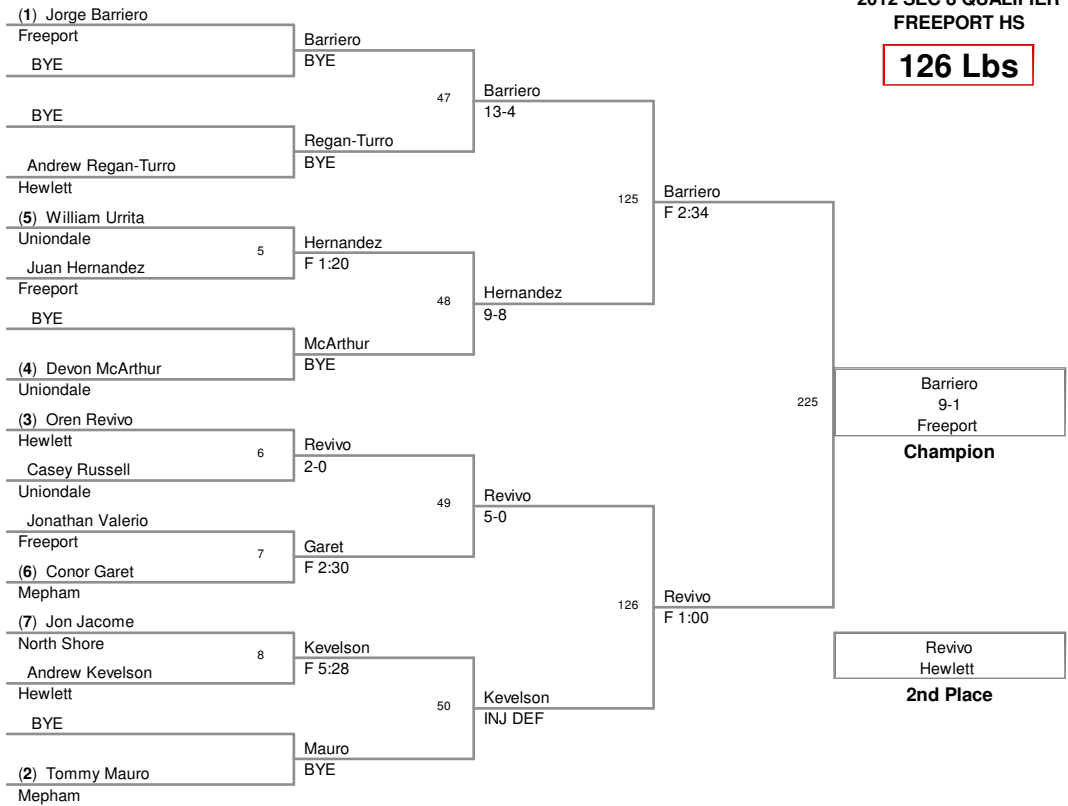 2012 SEC 8 QUALIFIER
FREEPORT HS
126 Lbs
(1) Jorge Barriero
Freeport
BYE
BYE
Andrew Regan-Turro
Hewlett
(5) William Urrita
Uniondale
5
Juan Hernandez
Freeport
BYE
(4) Devon McArthur
Uniondale
(3) Oren Revivo
Hewlett
6
Casey Russell
Uniondale
Jonathan Valerio
Freeport
7
(6) Conor Garet
Mepham
(7) Jon Jacome
North Shore
8
Andrew Kevelson
Hewlett
BYE
(2) Tommy Mauro
Mepham
Barriero
BYE
47
Regan-Turro
BYE
Hernandez
F 1:20
48
McArthur
BYE
Revivo
2-0
49
Garet
F 2:30
Kevelson
F 5:28
50
Mauro
BYE
Barriero
13-4
125
Hernandez
9-8
Revivo
5-0
126
Kevelson
INJ DEF
Barriero
F 2:34
225
Revivo
F 1:00
Barriero
9-1
Freeport
Champion
Revivo
Hewlett
2nd Place